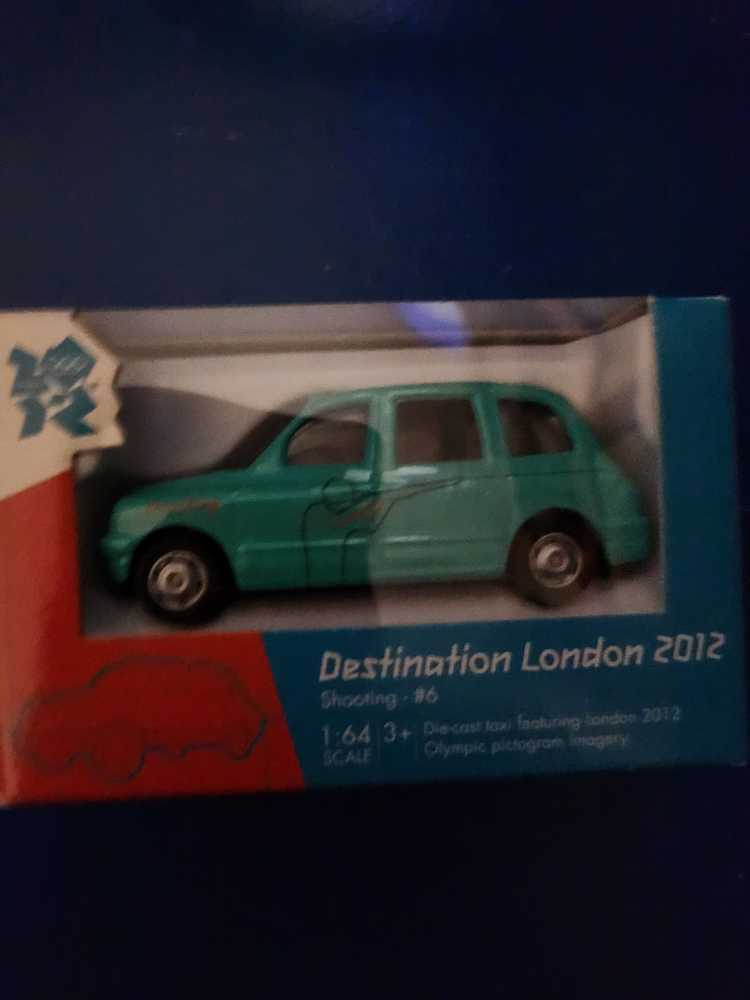 Destination London 2012
Shooting - #6
1:64 3+ Die-cast taxi featuring London 2012
SCALE Olympic pictogram imagery